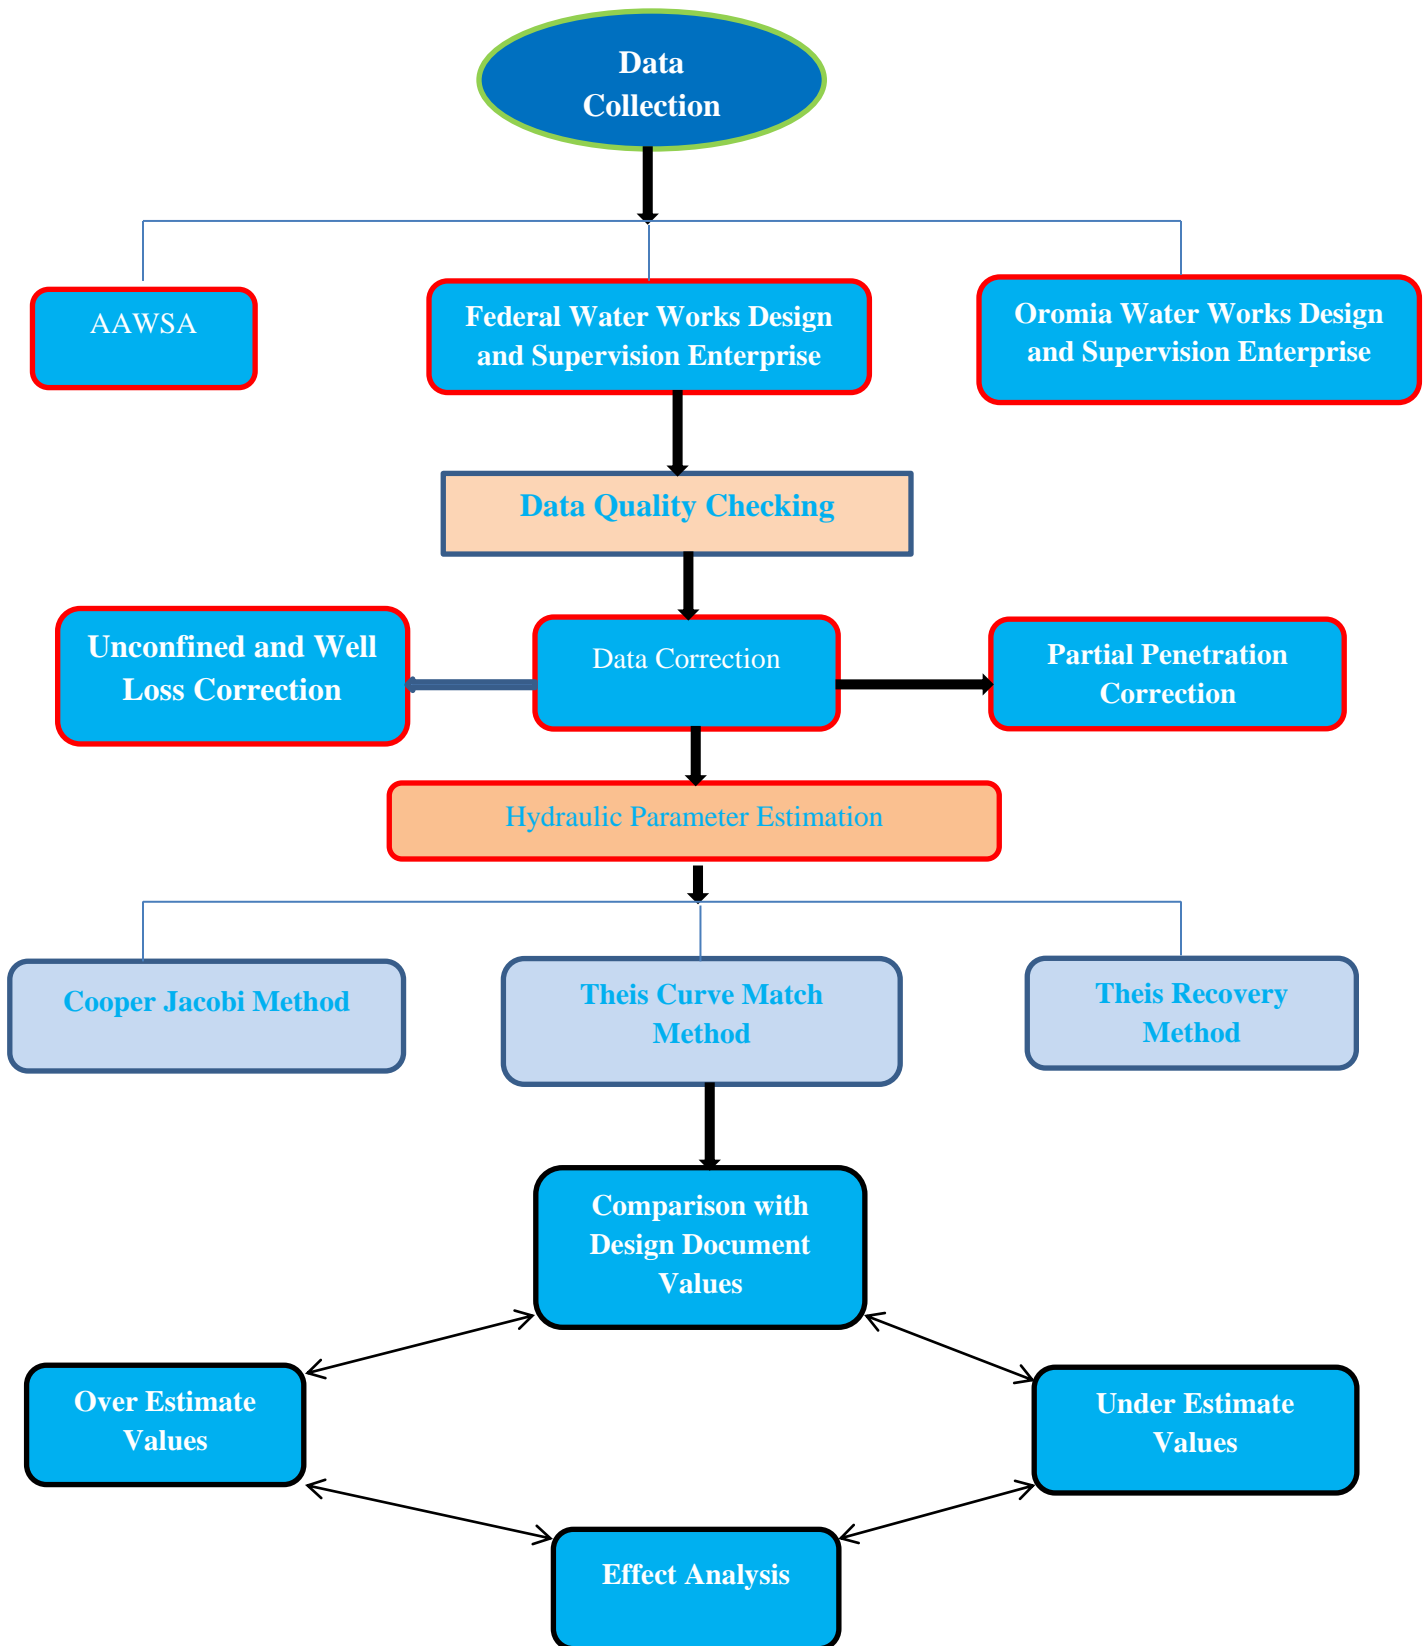 Data
Collection
AAWSA
Federal Water Works Design
and Supervision Enterprise
Oromia Water Works Design
and Supervision Enterprise
Data Quality Checking
Unconfined and Well
Loss Correction
Data Correction
Partial Penetration
Correction
Hydraulic Parameter Estimation
Cooper Jacobi Method
Theis Curve Match
Method
Theis Recovery
Method
Comparison with
Design Document
Values
Over Estimate
Values
Under Estimate
Values
Effect Analysis